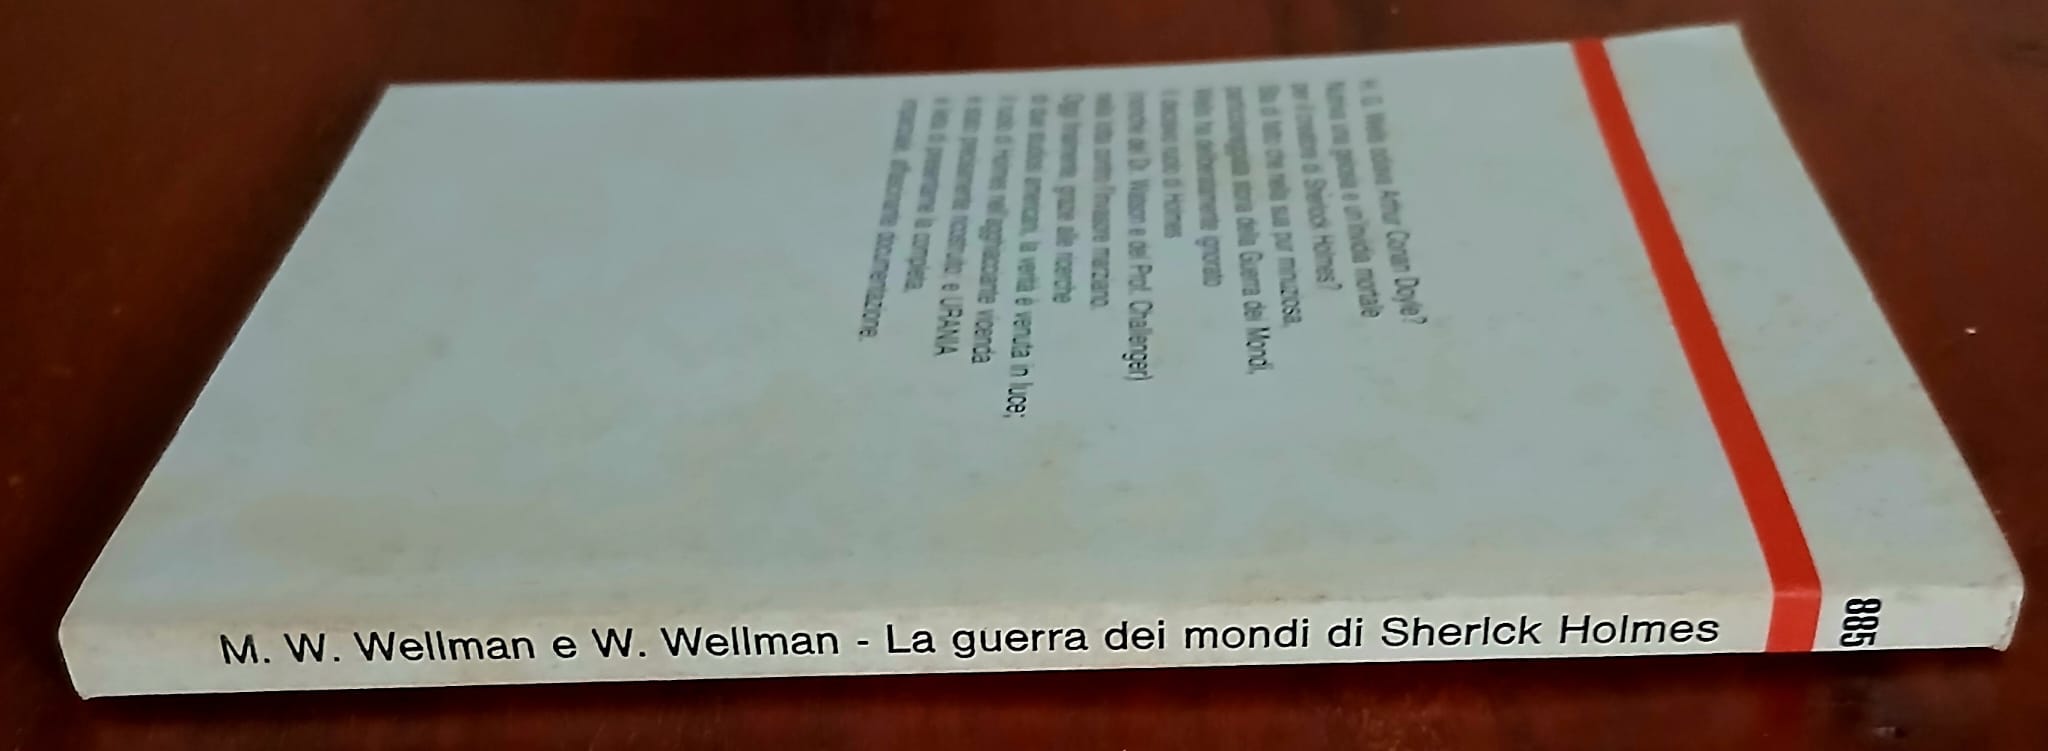 M. W. Wellman e W. Wellman - La guerra dei mondi di Sherlck Holmes
885
H. G. Wells odiava Arthur Conan Doyle?
Nutriva una gelosia e un'invidia mortale
per il creatore di Sherlock Holmes?
Sta di fatto che nella sua pur minuziosa,
particolareggiata storia della Guerra dei Mondi,
Wells ha deliberatamente ignorato
il decisivo ruolo di Holmes
(nonché del Dr. Watson e del Prof. Challenger)
nella lotta contro l'invasore marziano.
Oggi finalmente, grazie alle ricerche
di due studiosi americani, la verità è venuta in luce;
il ruolo di Holmes nell'agghiacciante vicenda
è stato pienamente ricostruito; e URANIA
è lieta di presentarne la completa,
affascinante documentazione.